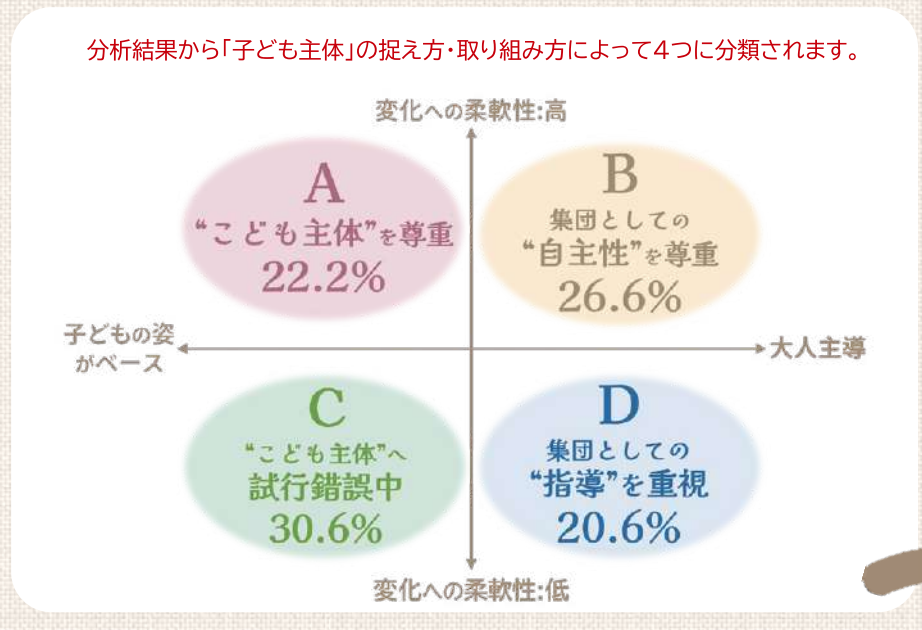 分析結果から「子ども主体」の捉え方・取り組み方によって4つに分類されます。
変化への柔軟性:高
A
“こども主体”を尊重
22.2%
B
集団としての
“自主性”を尊重
26.6%
子どもの姿
がベース
大人主導
C
“こども主体”へ
試行錯誤中
30.6%
D
集団としての
“指導”を重視
20.6%
変化への柔軟性:低